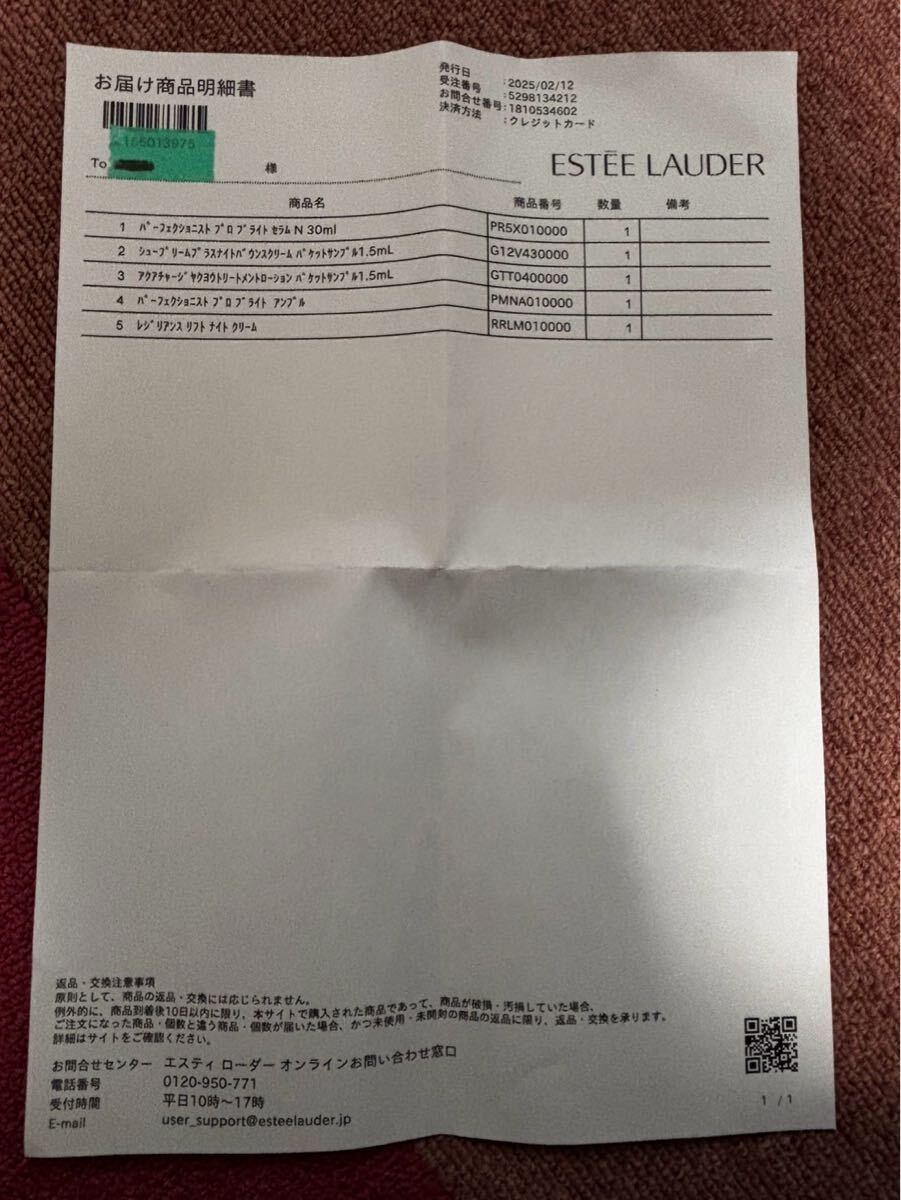 お届け商品明細書
発行日 :2025/02/12
受注番号 :5298134212
お問合せ番号:1810534602
決済方法 :クレジットカード
155013975
To 様
ESTĒE LAUDER
商品名 商品番号 数量 備考
1 ﾊﾟｰﾌｪｸｼｮﾆｽﾄ ﾌﾟﾛ ﾌﾞﾗｲﾄ ｾﾗﾑ N 30ml PR5X010000 1
2 ｼｭｰﾌﾟﾘｰﾑﾌﾟﾗｽﾅｲﾄﾊﾞｳﾝｽｸﾘｰﾑ ﾊﾟｹｯﾄｻﾝﾌﾟﾙ1.5mL G12V430000 1
3 ｱｸｱﾁｬｰｼﾞﾔｸﾖｳﾄﾘｰﾄﾒﾝﾄﾛｰｼｮﾝ ﾊﾟｹｯﾄｻﾝﾌﾟﾙ1.5mL GTT0400000 1
4 ﾊﾟｰﾌｪｸｼｮﾆｽﾄ ﾌﾟﾛ ﾌﾞﾗｲﾄ ｱﾝﾌﾟﾙ PMNA010000 1
5 ﾚｼﾞﾘｱﾝｽ ﾘﾌﾄ ﾅｲﾄ ｸﾘｰﾑ RRLM010000 1
返品・交換注意事項
原則として、商品の返品・交換には応じられません。
例外的に、商品到着後10日以内に限り、本サイトで購入された商品であって、商品が破損・汚損していた場合、
ご注文になった商品・個数と違う商品・個数が届いた場合、かつ未使用・未開封の商品の返品に限り、返品・交換を承ります。
詳細はサイトをご確認ください。
お問合せセンター エスティ ローダー オンラインお問い合わせ窓口
電話番号 0120-950-771
受付時間 平日10時～17時
E-mail user_support@esteelauder.jp
1 / 1